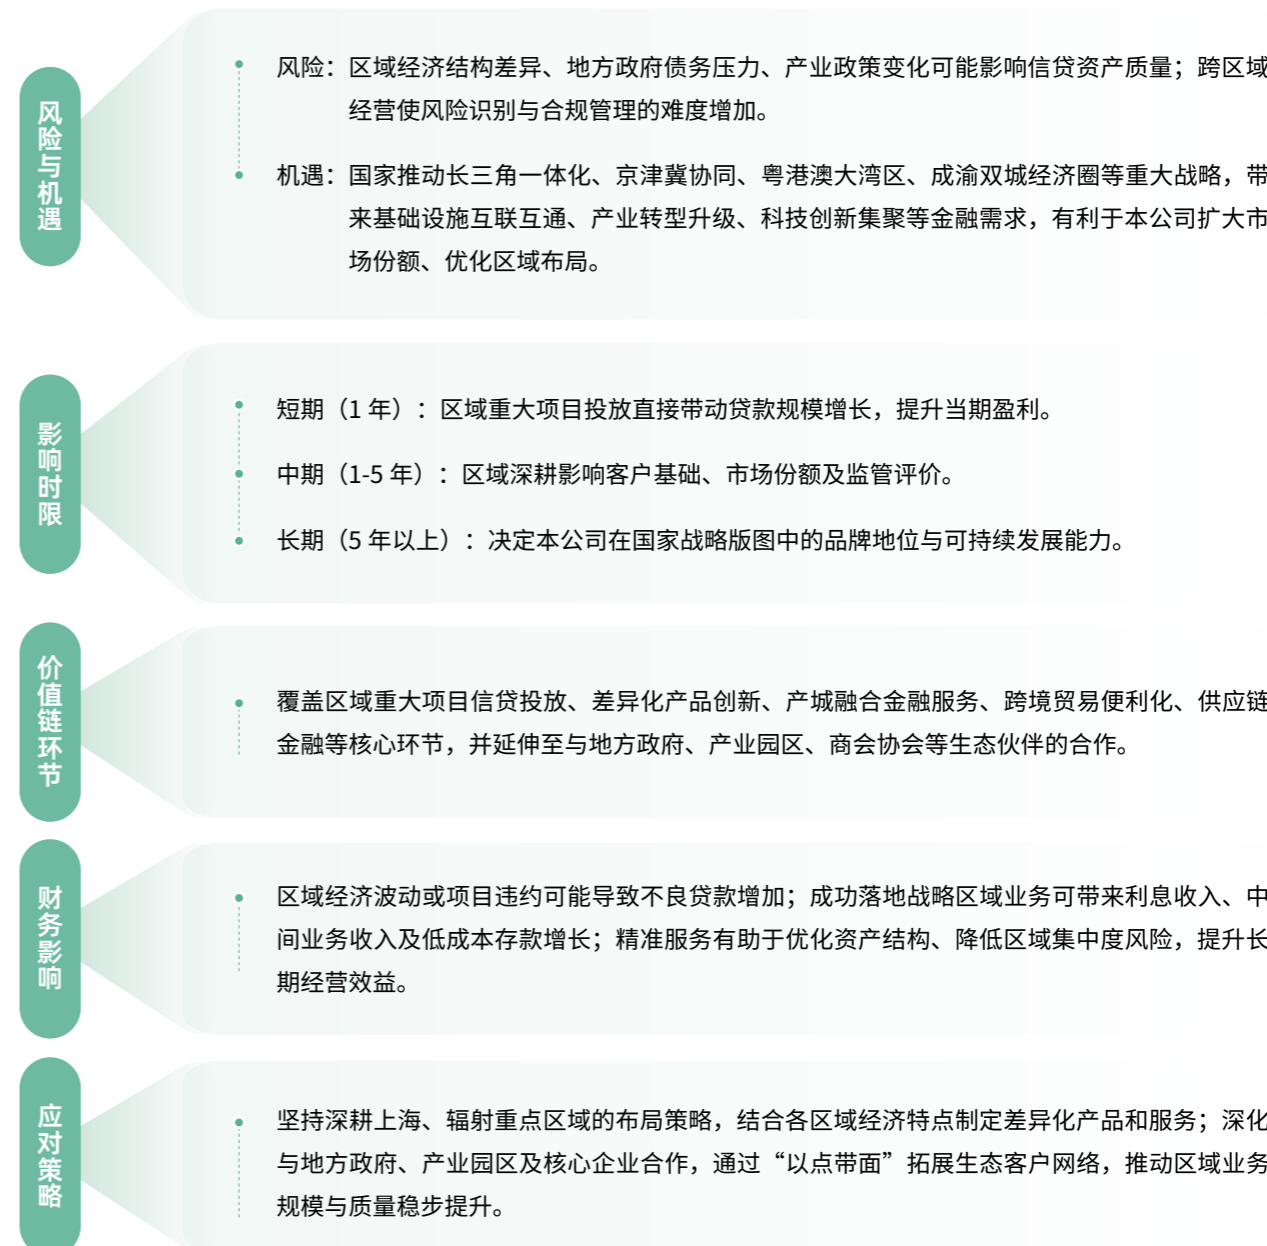 风险与机遇
风险：区域经济结构差异、地方政府债务压力、产业政策变化可能影响信贷资产质量；跨区域
经营使风险识别与合规管理的难度增加。
机遇：国家推动长三角一体化、京津冀协同、粤港澳大湾区、成渝双城经济圈等重大战略，带
来基础设施互联互通、产业转型升级、科技创新集聚等金融需求，有利于本公司扩大市
场份额、优化区域布局。
影响时限
短期（1 年）：区域重大项目投放直接带动贷款规模增长，提升当期盈利。
中期（1-5 年）：区域深耕影响客户基础、市场份额及监管评价。
长期（5 年以上）：决定本公司在国家战略版图中的品牌地位与可持续发展能力。
价值链环节
覆盖区域重大项目信贷投放、差异化产品创新、产城融合金融服务、跨境贸易便利化、供应链
金融等核心环节，并延伸至与地方政府、产业园区、商会协会等生态伙伴的合作。
财务影响
区域经济波动或项目违约可能导致不良贷款增加；成功落地战略区域业务可带来利息收入、中
间业务收入及低成本存款增长；精准服务有助于优化资产结构、降低区域集中度风险，提升长
期经营效益。
应对策略
坚持深耕上海、辐射重点区域的布局策略，结合各区域经济特点制定差异化产品和服务；深化
与地方政府、产业园区及核心企业合作，通过“以点带面”拓展生态客户网络，推动区域业务
规模与质量稳步提升。